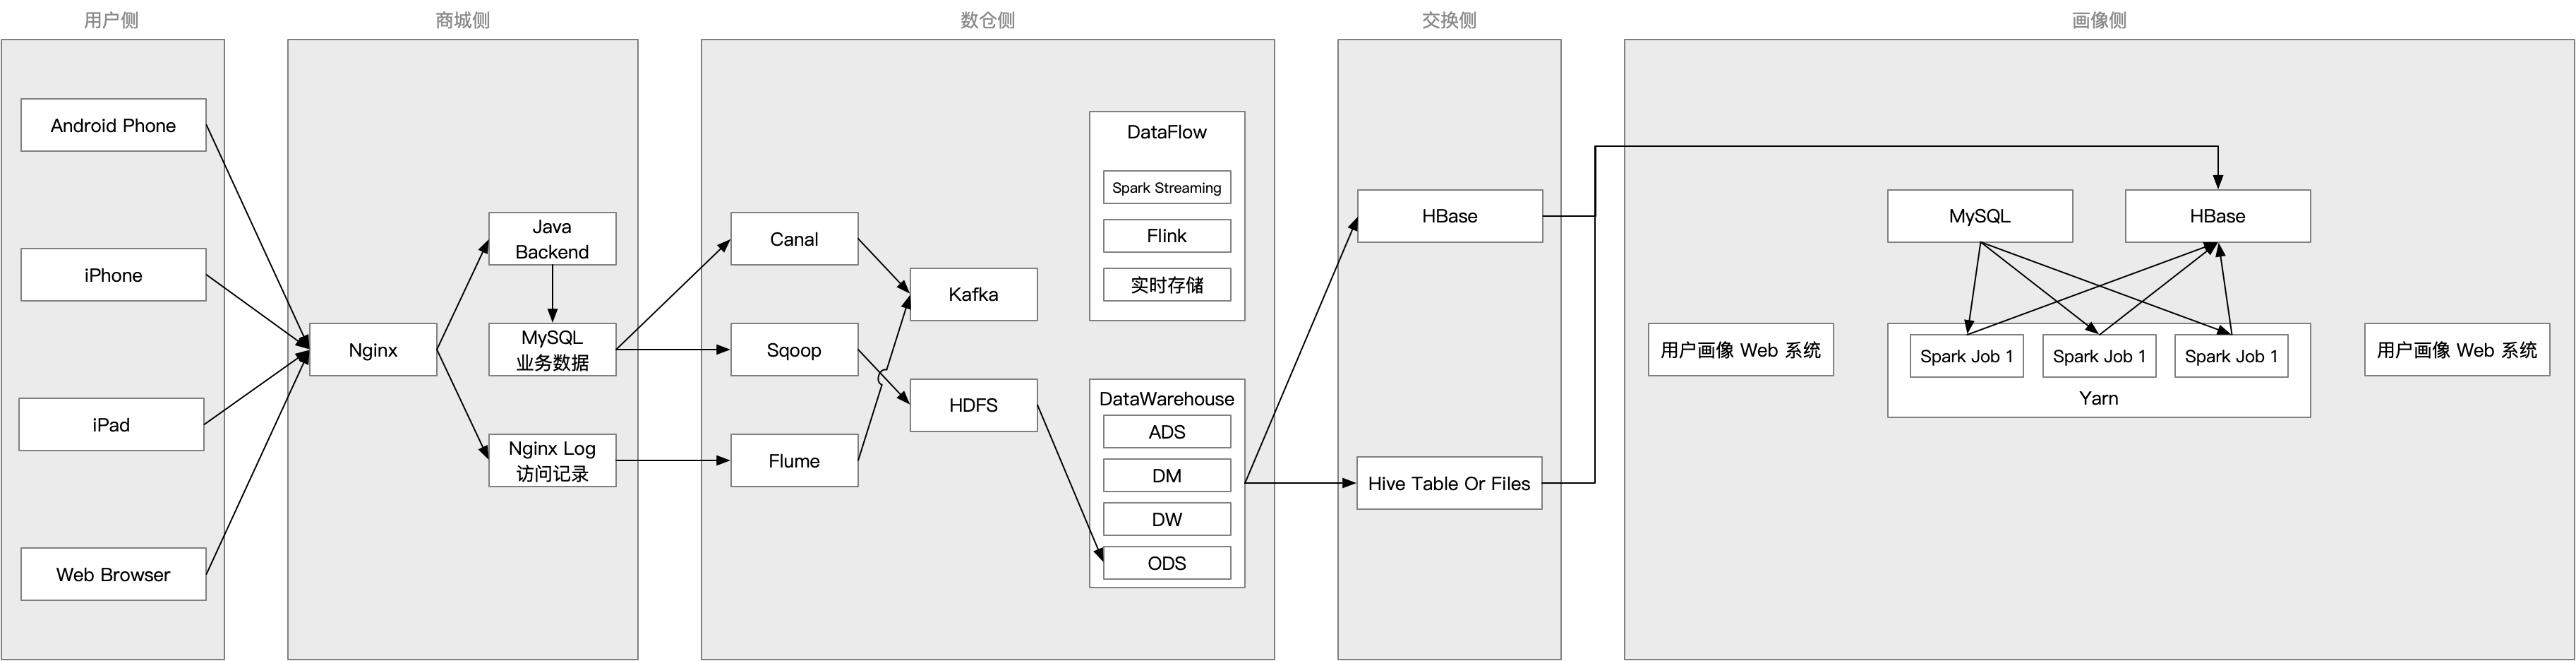 用户侧
商城侧
数仓侧
交换侧
画像侧
Android Phone
iPhone
iPad
Web Browser
Nginx
Java
Backend
MySQL
业务数据
Nginx Log
访问记录
Canal
Sqoop
Flume
Kafka
HDFS
DataFlow
Spark Streaming
Flink
实时存储
DataWarehouse
ADS
DM
DW
ODS
HBase
Hive Table Or Files
用户画像 Web 系统
MySQL
HBase
Spark Job 1
Spark Job 1
Spark Job 1
Yarn
用户画像 Web 系统